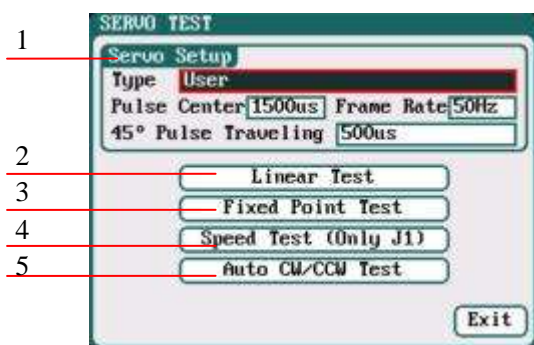 SERVO TEST
1
Servo Setup
Type User
Pulse Center 1500us Frame Rate 50Hz
45° Pulse Traveling 500us
2
Linear Test
3
Fixed Point Test
4
Speed Test (Only J1)
5
Auto CW/CCW Test
Exit